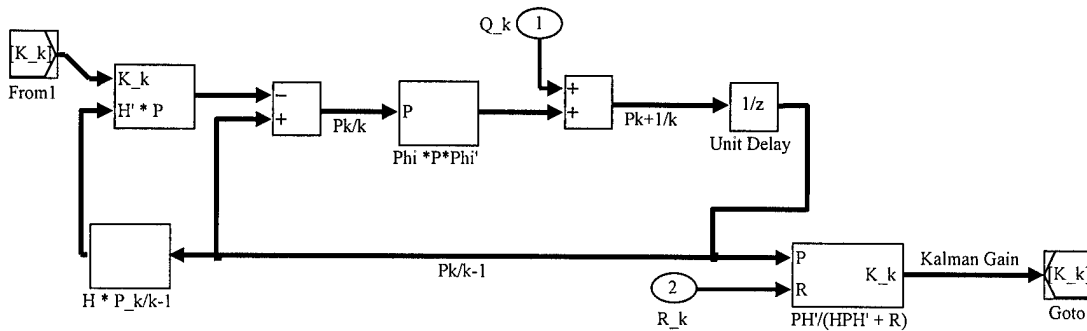 [K_k]
From1
K_k
H' * P
−
+
Pk/k
P
Phi *P*Phi'
Q_k
1
+
+
Pk+1/k
1/z
Unit Delay
H * P_k/k-1
Pk/k-1
2
R_k
P
R
K_k
PH'/(HPH' + R)
Kalman Gain
[K_k]
Goto